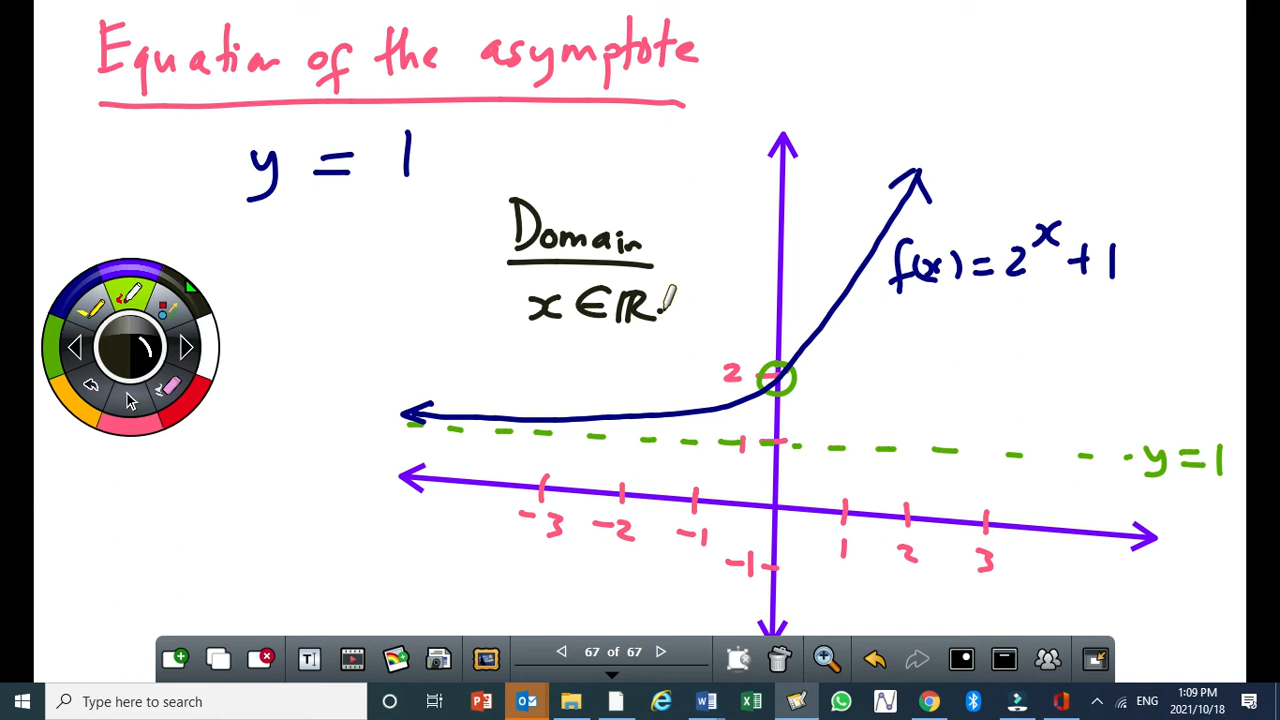 Equation of the asymptote
y = 1
Domain
x ∈ ℝ
f(x) = 2^x + 1
2
1
y = 1
-3 -2 -1 1 2 3
-1
T
67 of 67
Type here to search
ENG
1:09 PM
2021/10/18